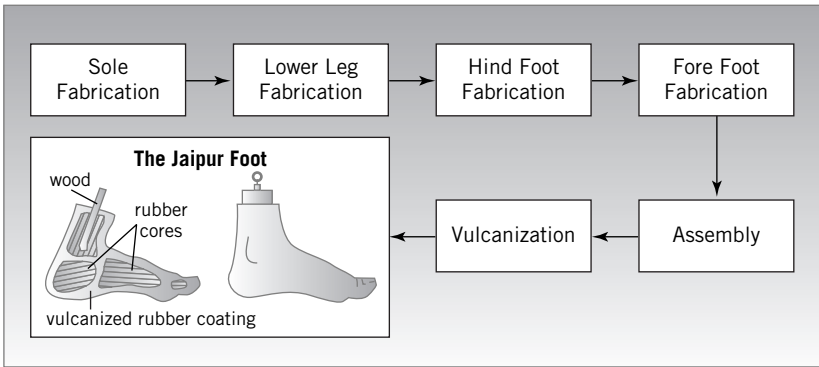 Sole
Fabrication
Lower Leg
Fabrication
Hind Foot
Fabrication
Fore Foot
Fabrication
Assembly
Vulcanization
The Jaipur Foot
wood
rubber
cores
vulcanized rubber coating